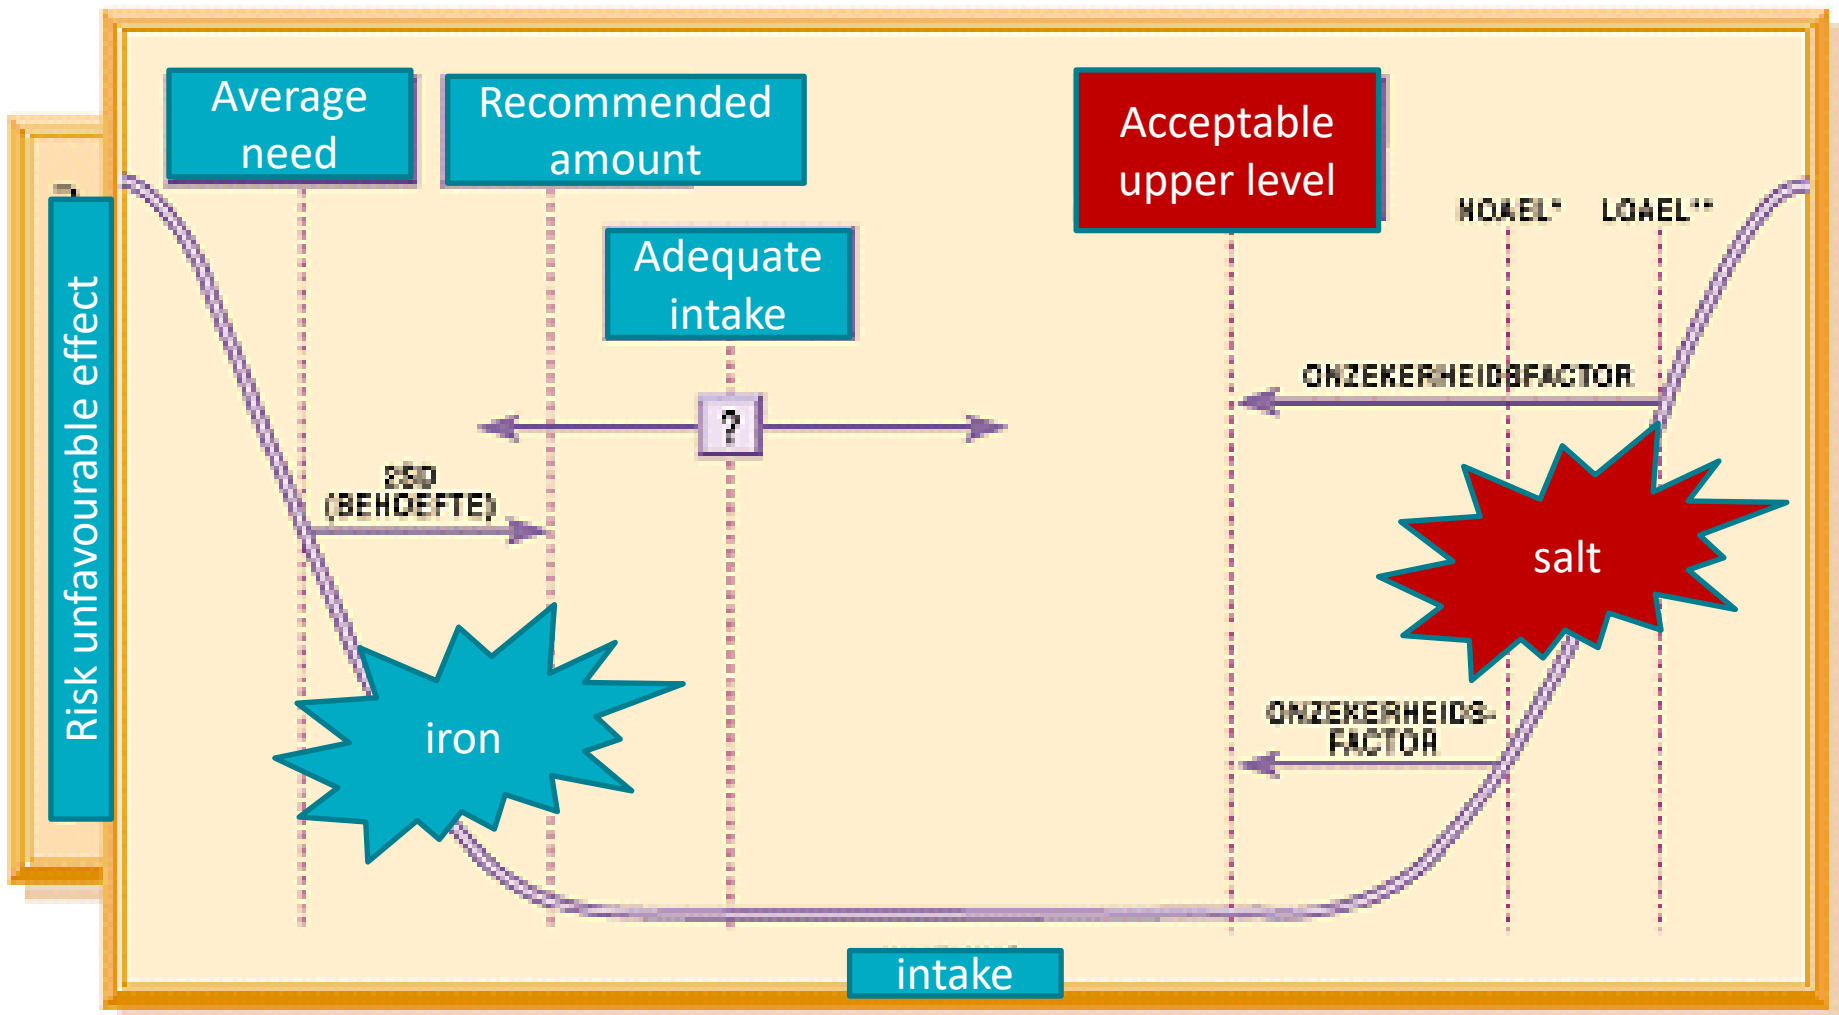 Average
need
Recommended
amount
Acceptable
upper level
NOAEL*
LOAEL**
Adequate
intake
Risk unfavourable effect
ONZEKERHEIDSFACTOR
?
2SD
(BEHOEFTE)
salt
iron
ONZEKERHEIDS-
FACTOR
intake